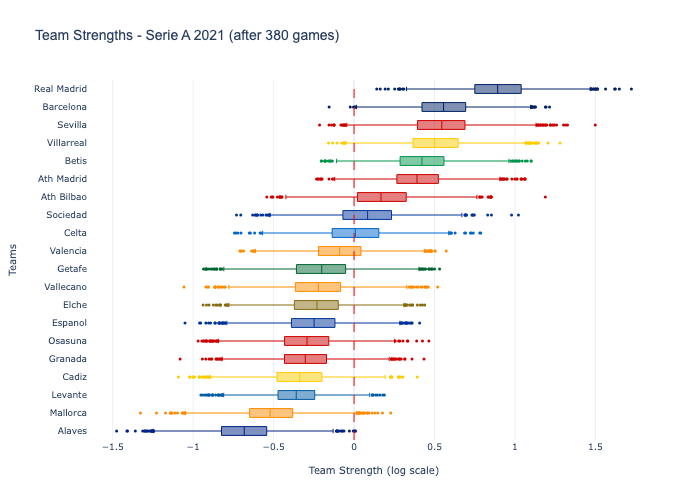 Team Strengths - Serie A 2021 (after 380 games)
Real Madrid
Barcelona
Sevilla
Villarreal
Betis
Ath Madrid
Ath Bilbao
Sociedad
Celta
Valencia
Getafe
Vallecano
Elche
Espanol
Osasuna
Granada
Cadiz
Levante
Mallorca
Alaves
Teams
−1.5 −1 −0.5 0 0.5 1 1.5
Team Strength (log scale)